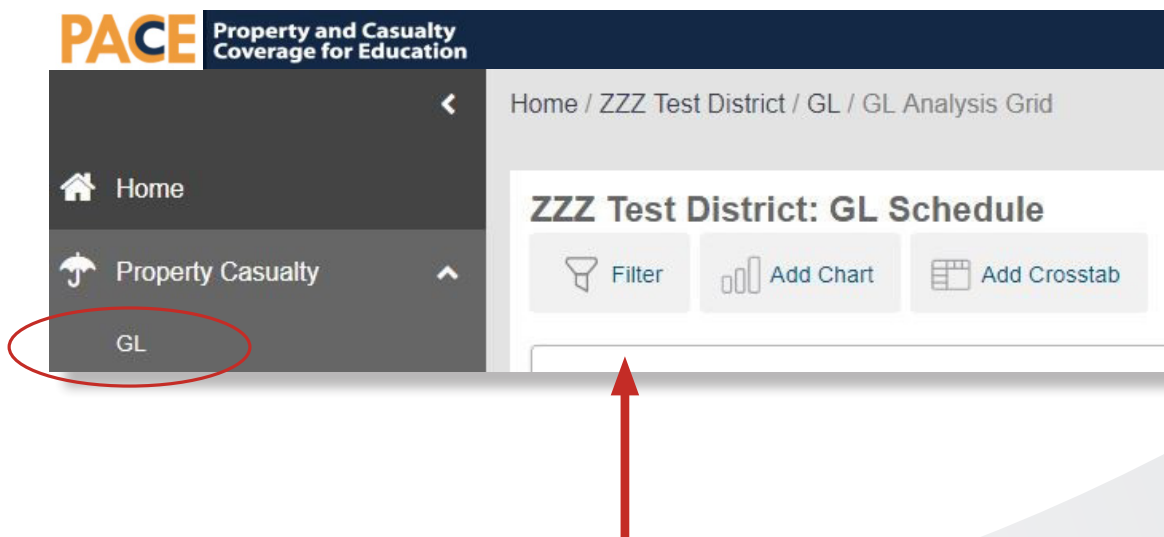 PACE Property and Casualty
Coverage for Education
Home / ZZZ Test District / GL / GL Analysis Grid
Home
Property Casualty
GL
ZZZ Test District: GL Schedule
Filter
Add Chart
Add Crosstab